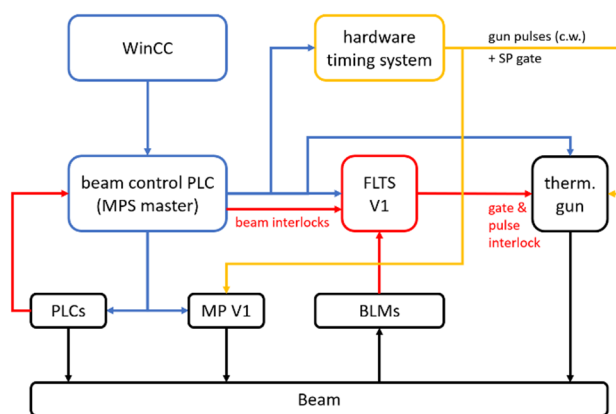 WinCC
hardware
timing system
gun pulses (c.w.)
+ SP gate
beam control PLC
(MPS master)
FLTS
V1
therm.
gun
beam interlocks
gate &
pulse
interlock
PLCs
MP V1
BLMs
Beam